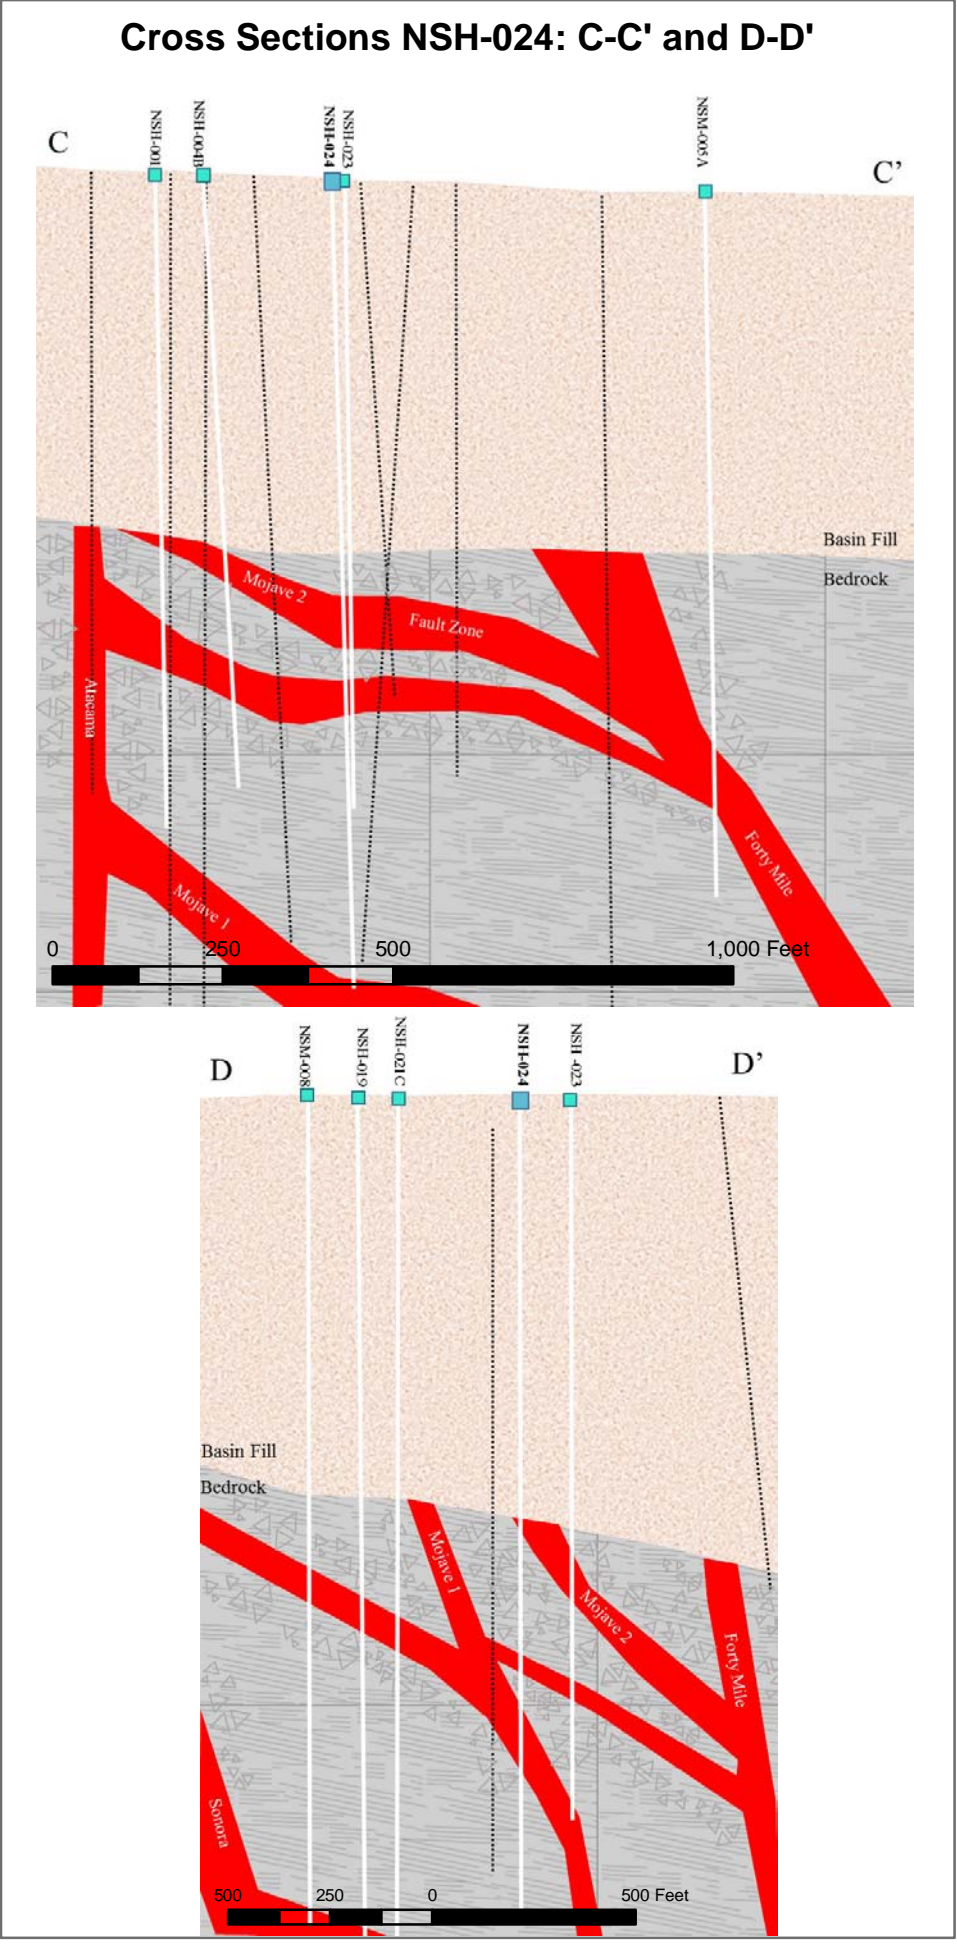 Cross Sections NSH-024: C-C' and D-D'
C
NSH-001
NSH-004B
NSH-024
NSH-023
NSM-005A
C’
Basin Fill
Bedrock
Mojave 2
Fault Zone
Atacama
Mojave 1
Forty Mile
0 250 500 1,000 Feet
D
NSM-008
NSH-019
NSH-021C
NSH-024
NSH -023
D’
Basin Fill
Bedrock
Mojave 1
Mojave 2
Forty Mile
Sonora
500 250 0 500 Feet